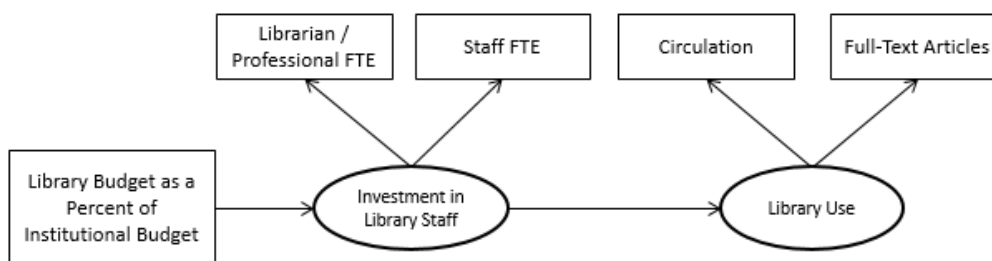 Librarian /
Professional FTE
Staff FTE
Circulation
Full-Text Articles
Library Budget as a
Percent of
Institutional Budget
Investment in
Library Staff
Library Use